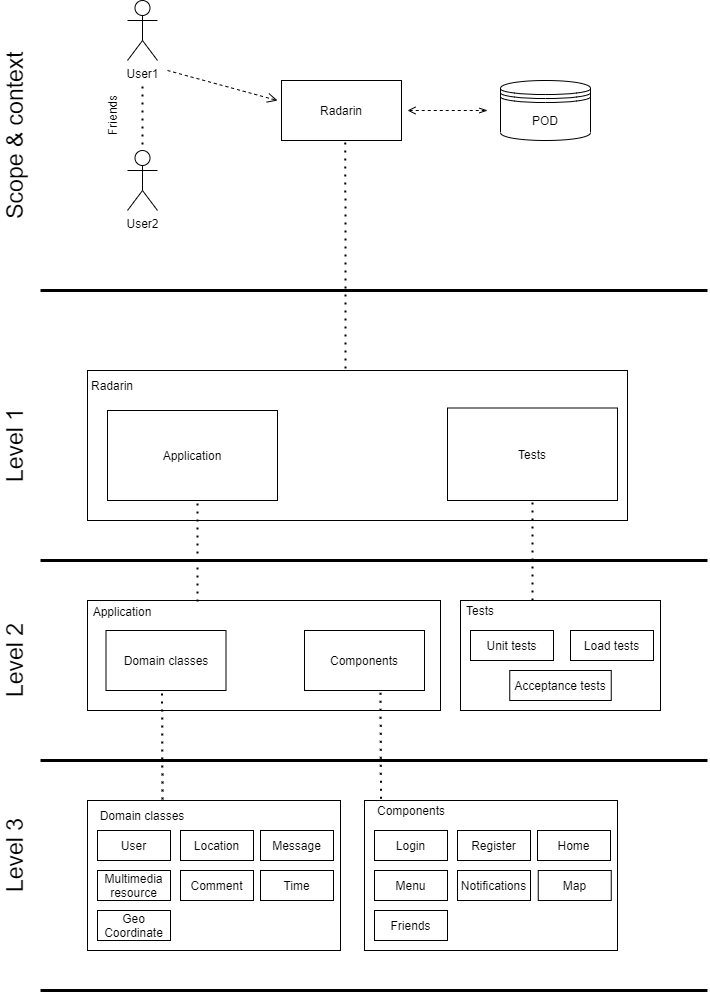 Scope & context
User1
Friends
User2
Radarin
POD
Level 1
Radarin
Application
Tests
Level 2
Application
Domain classes
Components
Tests
Unit tests
Load tests
Acceptance tests
Level 3
Domain classes
User
Location
Message
Multimedia
resource
Comment
Time
Geo
Coordinate
Components
Login
Register
Home
Menu
Notifications
Map
Friends